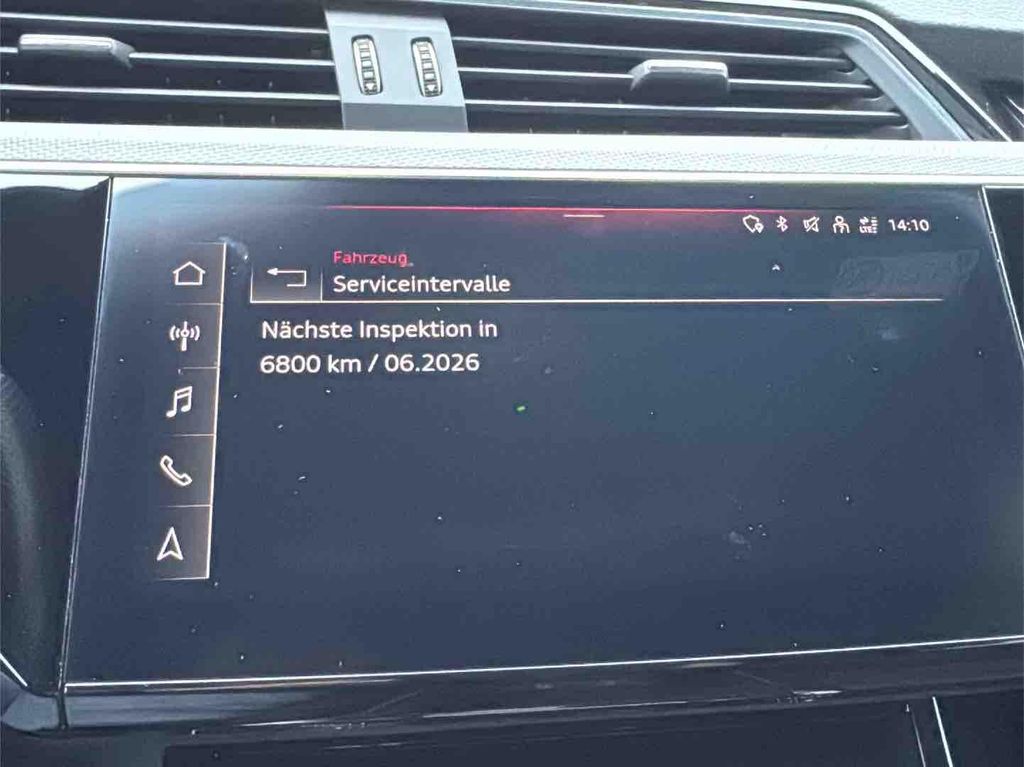 14:10
Fahrzeug
Serviceintervalle
Nächste Inspektion in
6800 km / 06.2026